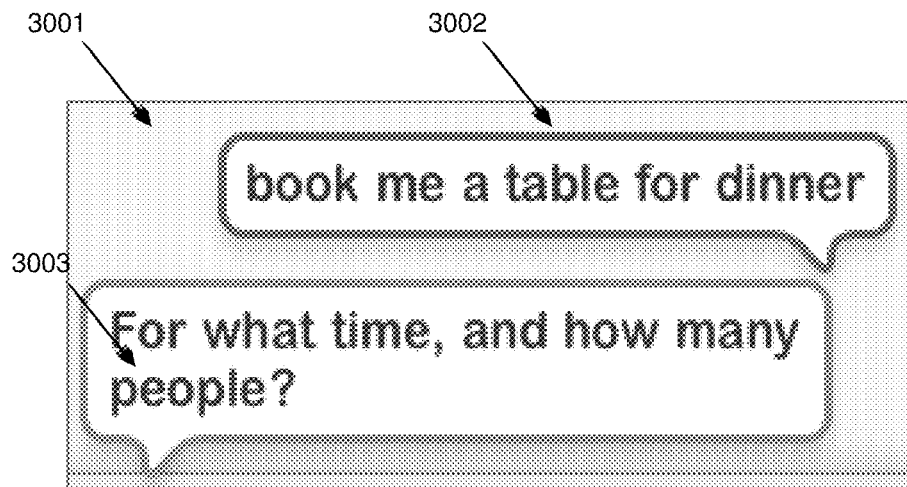 3001
3002
book me a table for dinner
3003
For what time, and how many
people?